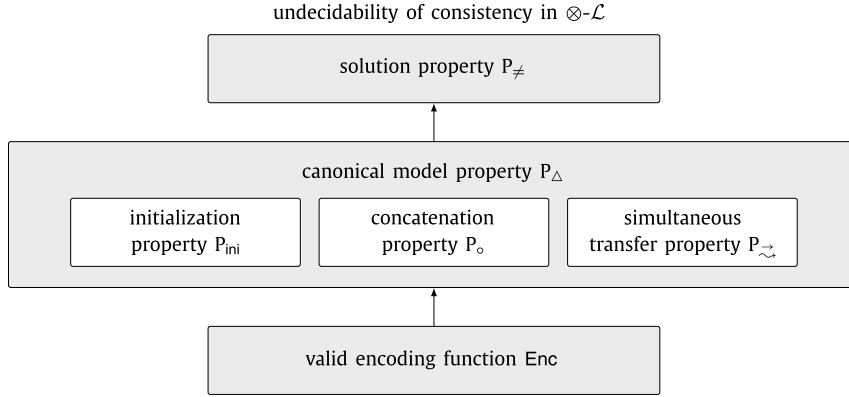 undecidability of consistency in ⊗-ℒ
solution property P≠
canonical model property P△
initialization
property Pini
concatenation
property P∘
simultaneous
transfer property P⇝→
valid encoding function Enc